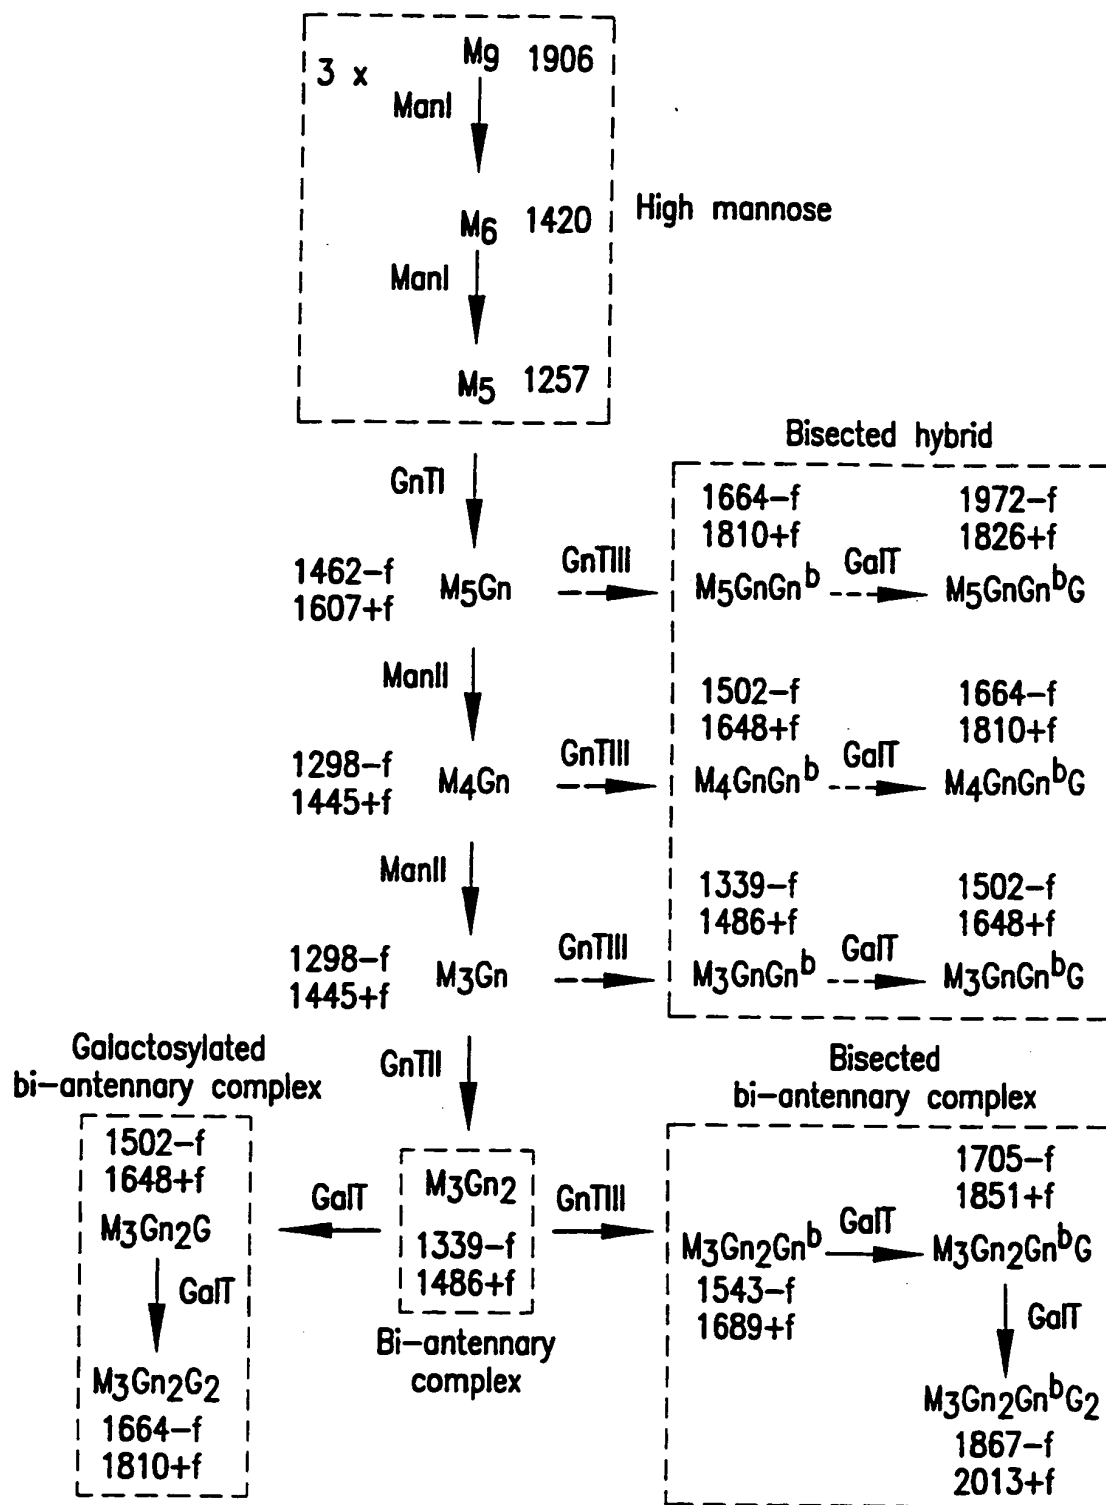 3 x
M9 1906
ManI
M6 1420
High mannose
ManI
M5 1257
GnTI
Bisected hybrid
1462-f
1607+f
M5Gn
GnTIII
1664-f
1810+f
M5GnGnb
GalT
1972-f
1826+f
M5GnGnbG
ManII
1298-f
1445+f
M4Gn
GnTIII
1502-f
1648+f
M4GnGnb
GalT
1664-f
1810+f
M4GnGnbG
ManII
1298-f
1445+f
M3Gn
GnTIII
1339-f
1486+f
M3GnGnb
GalT
1502-f
1648+f
M3GnGnbG
GnTII
Galactosylated
bi-antennary complex
1502-f
1648+f
M3Gn2G
GalT
M3Gn2G2
1664-f
1810+f
GalT
M3Gn2
1339-f
1486+f
Bi-antennary
complex
GnTIII
Bisected
bi-antennary complex
M3Gn2Gnb
1543-f
1689+f
GalT
1705-f
1851+f
M3Gn2GnbG
GalT
M3Gn2GnbG2
1867-f
2013+f